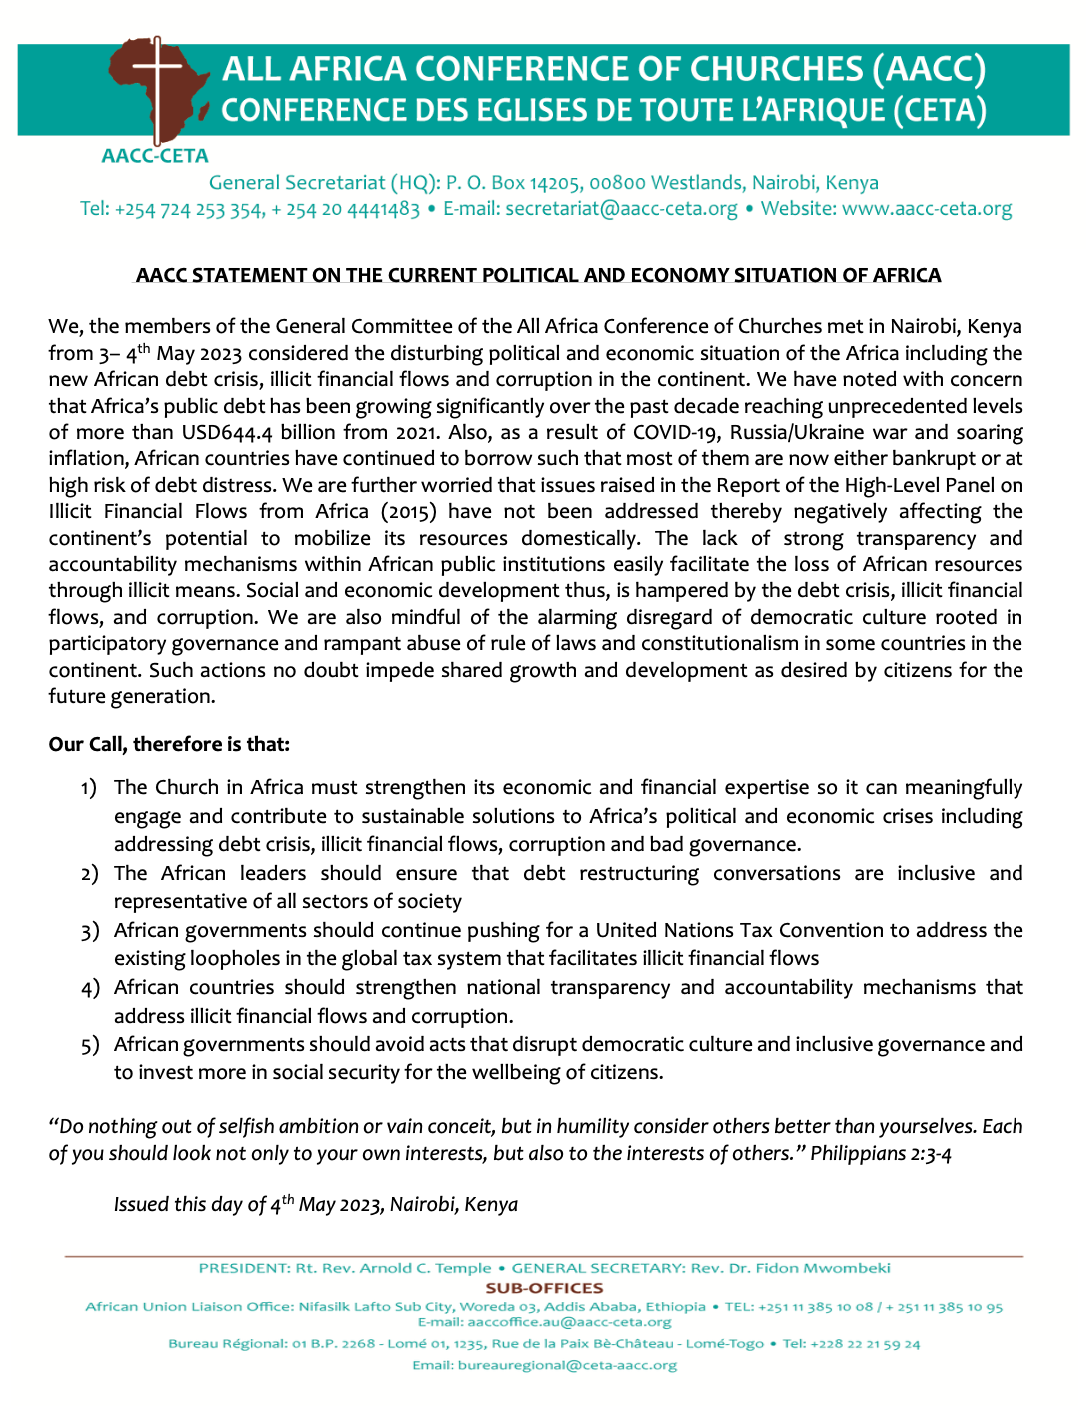 ALL AFRICA CONFERENCE OF CHURCHES (AACC)
CONFERENCE DES EGLISES DE TOUTE L’AFRIQUE (CETA)
AACC-CETA
General Secretariat (HQ): P. O. Box 14205, 00800 Westlands, Nairobi, Kenya
Tel: +254 724 253 354, + 254 20 4441483 • E-mail: secretariat@aacc-ceta.org • Website: www.aacc-ceta.org
AACC STATEMENT ON THE CURRENT POLITICAL AND ECONOMY SITUATION OF AFRICA
We, the members of the General Committee of the All Africa Conference of Churches met in Nairobi, Kenya
from 3– 4th May 2023 considered the disturbing political and economic situation of the Africa including the
new African debt crisis, illicit financial flows and corruption in the continent. We have noted with concern
that Africa’s public debt has been growing significantly over the past decade reaching unprecedented levels
of more than USD644.4 billion from 2021. Also, as a result of COVID-19, Russia/Ukraine war and soaring
inflation, African countries have continued to borrow such that most of them are now either bankrupt or at
high risk of debt distress. We are further worried that issues raised in the Report of the High-Level Panel on
Illicit Financial Flows from Africa (2015) have not been addressed thereby negatively affecting the
continent’s potential to mobilize its resources domestically. The lack of strong transparency and
accountability mechanisms within African public institutions easily facilitate the loss of African resources
through illicit means. Social and economic development thus, is hampered by the debt crisis, illicit financial
flows, and corruption. We are also mindful of the alarming disregard of democratic culture rooted in
participatory governance and rampant abuse of rule of laws and constitutionalism in some countries in the
continent. Such actions no doubt impede shared growth and development as desired by citizens for the
future generation.
Our Call, therefore is that:
1) The Church in Africa must strengthen its economic and financial expertise so it can meaningfully
engage and contribute to sustainable solutions to Africa’s political and economic crises including
addressing debt crisis, illicit financial flows, corruption and bad governance.
2) The African leaders should ensure that debt restructuring conversations are inclusive and
representative of all sectors of society
3) African governments should continue pushing for a United Nations Tax Convention to address the
existing loopholes in the global tax system that facilitates illicit financial flows
4) African countries should strengthen national transparency and accountability mechanisms that
address illicit financial flows and corruption.
5) African governments should avoid acts that disrupt democratic culture and inclusive governance and
to invest more in social security for the wellbeing of citizens.
“Do nothing out of selfish ambition or vain conceit, but in humility consider others better than yourselves. Each
of you should look not only to your own interests, but also to the interests of others.” Philippians 2:3-4
Issued this day of 4th May 2023, Nairobi, Kenya
PRESIDENT: Rt. Rev. Arnold C. Temple • GENERAL SECRETARY: Rev. Dr. Fidon Mwombeki
SUB-OFFICES
African Union Liaison Office: Nifasilk Lafto Sub City, Woreda 03, Addis Ababa, Ethiopia • TEL: +251 11 385 10 08 / + 251 11 385 10 95
E-mail: aaccoffice.au@aacc-ceta.org
Bureau Régional: 01 B.P. 2268 - Lomé 01, 1235, Rue de la Paix Bè-Château - Lomé-Togo • Tel: +228 22 21 59 24
Email: bureauregional@ceta-aacc.org